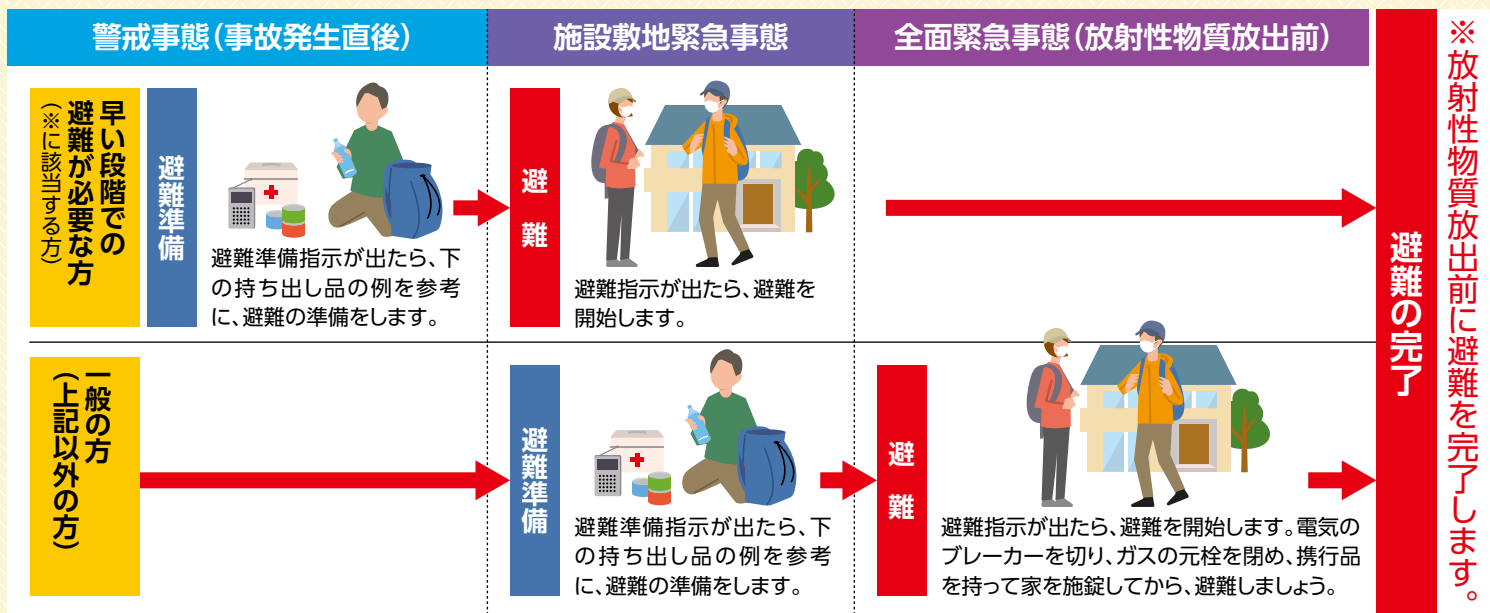 警戒事態(事故発生直後)
施設敷地緊急事態
全面緊急事態(放射性物質放出前)
早い段階での
避難が必要な方
(※に該当する方)
避難準備
避難準備指示が出たら、下
の持ち出し品の例を参考
に、避難の準備をします。
避難
避難指示が出たら、避難を
開始します。
一般の方
(上記以外の方)
避難準備
避難準備指示が出たら、下
の持ち出し品の例を参考
に、避難の準備をします。
避難
避難指示が出たら、避難を開始します。電気の
ブレーカーを切り、ガスの元栓を閉め、携行品
を持って家を施錠してから、避難しましょう。
避難の完了
※放射性物質放出前に避難を完了します。